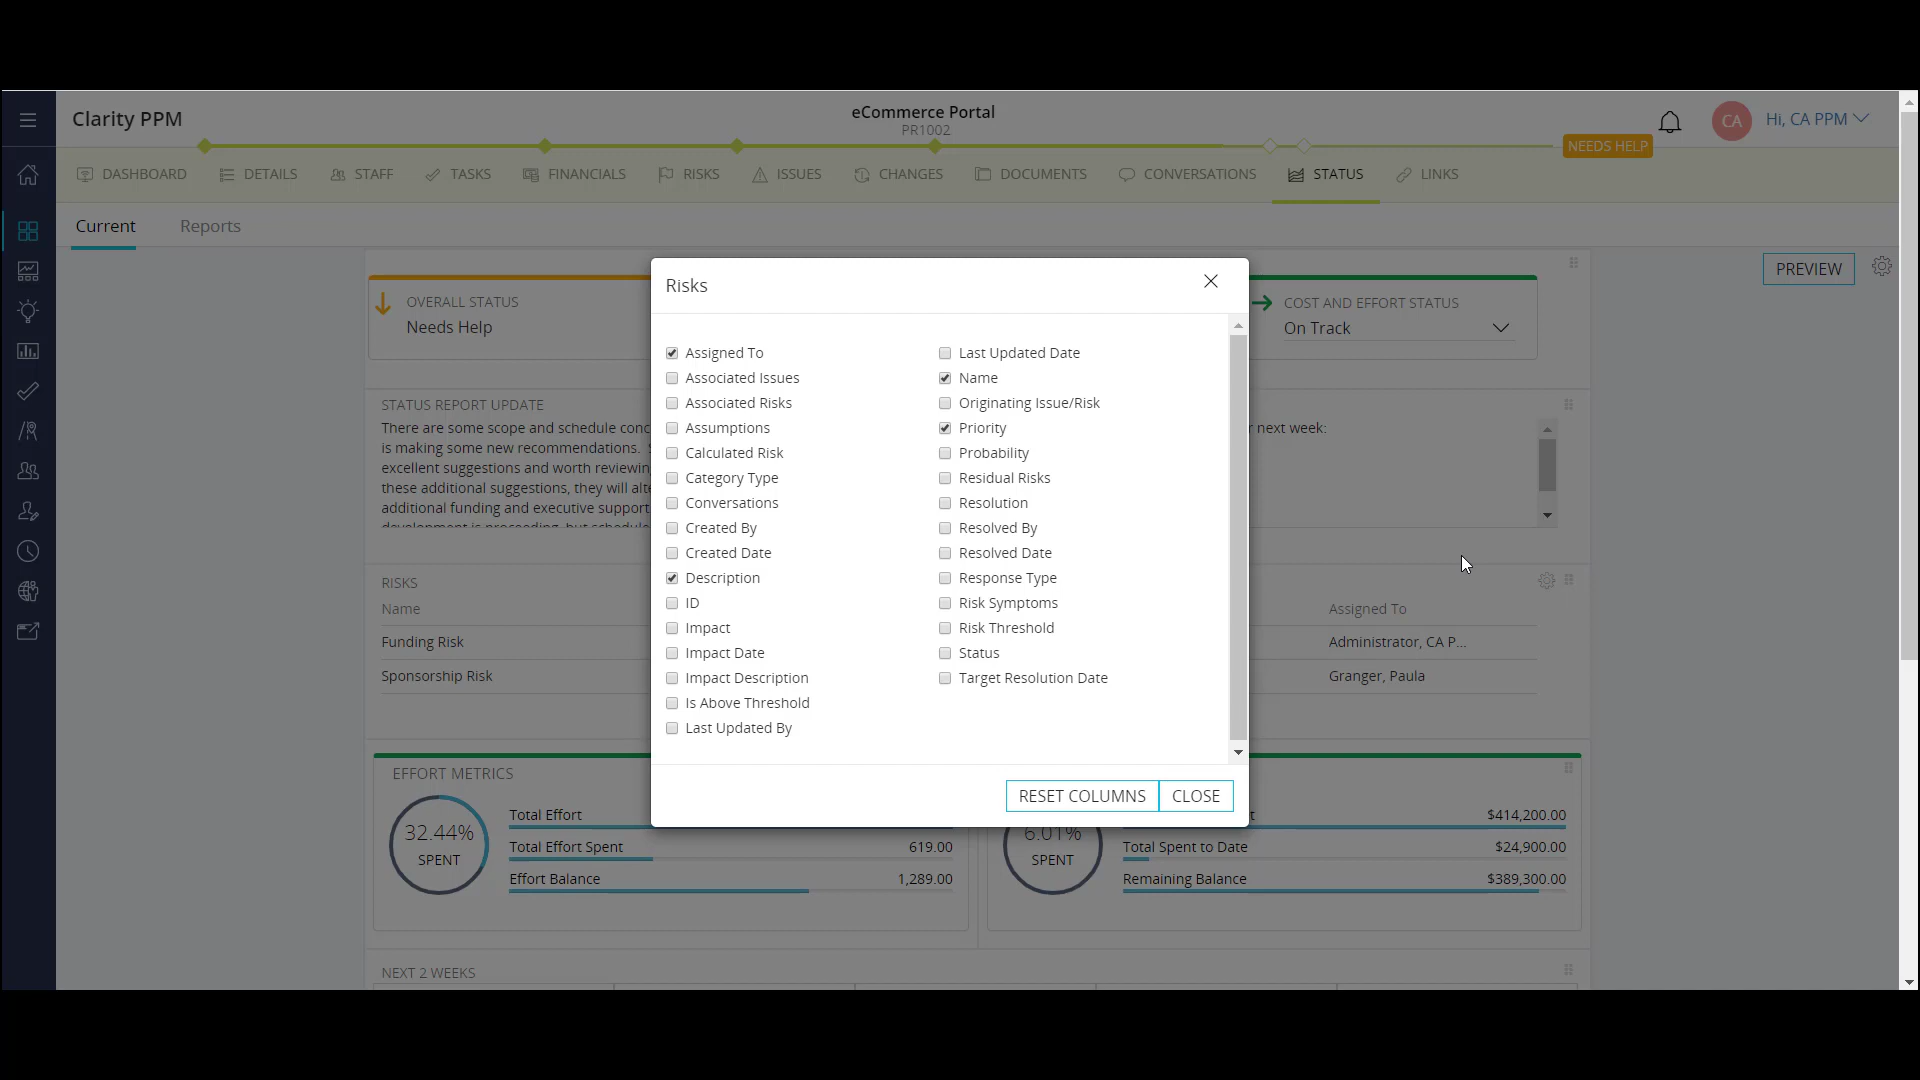 Clarity PPM
eCommerce Portal
PR1002
CA
Hi, CA PPM
NEEDS HELP
DASHBOARD
DETAILS
STAFF
TASKS
FINANCIALS
RISKS
ISSUES
CHANGES
DOCUMENTS
CONVERSATIONS
STATUS
LINKS
Current
Reports
PREVIEW
OVERALL STATUS
Needs Help
COST AND EFFORT STATUS
On Track
STATUS REPORT UPDATE
There are some scope and schedule conc
is making some new recommendations.
excellent suggestions and worth reviewing
these additional suggestions, they will alte
additional funding and executive support
development is proceeding, but schedul
r next week:
RISKS
Name
Assigned To
Funding Risk
Administrator, CA P...
Sponsorship Risk
Granger, Paula
Risks
Assigned To
Associated Issues
Associated Risks
Assumptions
Calculated Risk
Category Type
Conversations
Created By
Created Date
Description
ID
Impact
Impact Date
Impact Description
Is Above Threshold
Last Updated By
Last Updated Date
Name
Originating Issue/Risk
Priority
Probability
Residual Risks
Resolution
Resolved By
Resolved Date
Response Type
Risk Symptoms
Risk Threshold
Status
Target Resolution Date
RESET COLUMNS
CLOSE
EFFORT METRICS
32.44%
SPENT
Total Effort
Total Effort Spent
619.00
Effort Balance
1,289.00
6.01%
SPENT
t
$414,200.00
Total Spent to Date
$24,900.00
Remaining Balance
$389,300.00
NEXT 2 WEEKS